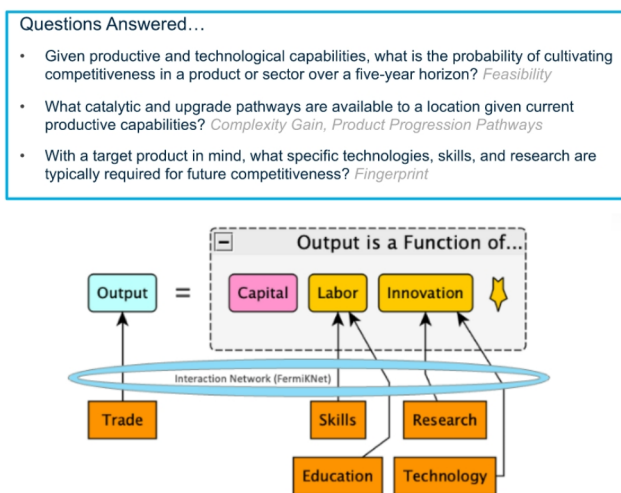 Questions Answered…
• Given productive and technological capabilities, what is the probability of cultivating
competitiveness in a product or sector over a five-year horizon? Feasibility
• What catalytic and upgrade pathways are available to a location given current
productive capabilities? Complexity Gain, Product Progression Pathways
• With a target product in mind, what specific technologies, skills, and research are
typically required for future competitiveness? Fingerprint
Output is a Function of...
Output = Capital Labor Innovation
Interaction Network (FermiKNet)
Trade Skills Research
Education Technology